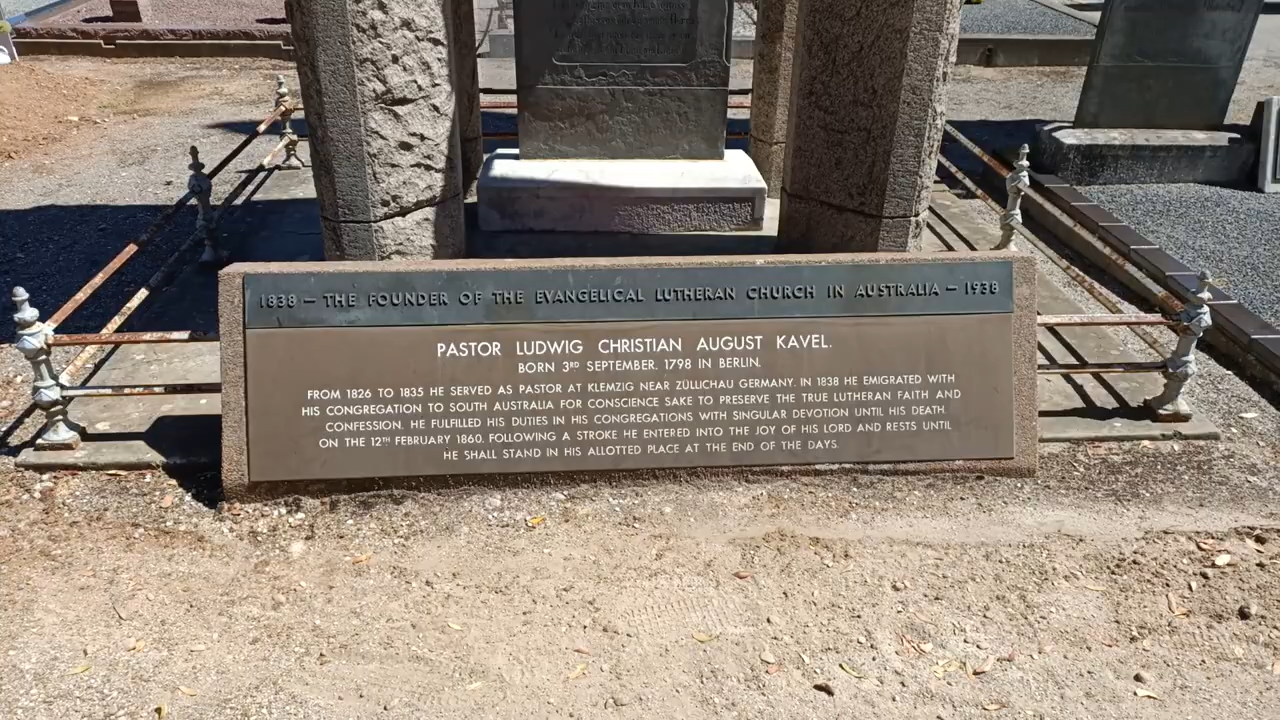 1838 — THE FOUNDER OF THE EVANGELICAL LUTHERAN CHURCH IN AUSTRALIA — 1938
PASTOR LUDWIG CHRISTIAN AUGUST KAVEL.
BORN 3RD SEPTEMBER. 1798 IN BERLIN.
FROM 1826 TO 1835 HE SERVED AS PASTOR AT KLEMZIG NEAR ZÜLLICHAU GERMANY. IN 1838 HE EMIGRATED WITH
HIS CONGREGATION TO SOUTH AUSTRALIA FOR CONSCIENCE SAKE TO PRESERVE THE TRUE LUTHERAN FAITH AND
CONFESSION. HE FULFILLED HIS DUTIES IN HIS CONGREGATIONS WITH SINGULAR DEVOTION UNTIL HIS DEATH.
ON THE 12TH FEBRUARY 1860. FOLLOWING A STROKE HE ENTERED INTO THE JOY OF HIS LORD AND RESTS UNTIL
HE SHALL STAND IN HIS ALLOTTED PLACE AT THE END OF THE DAYS.